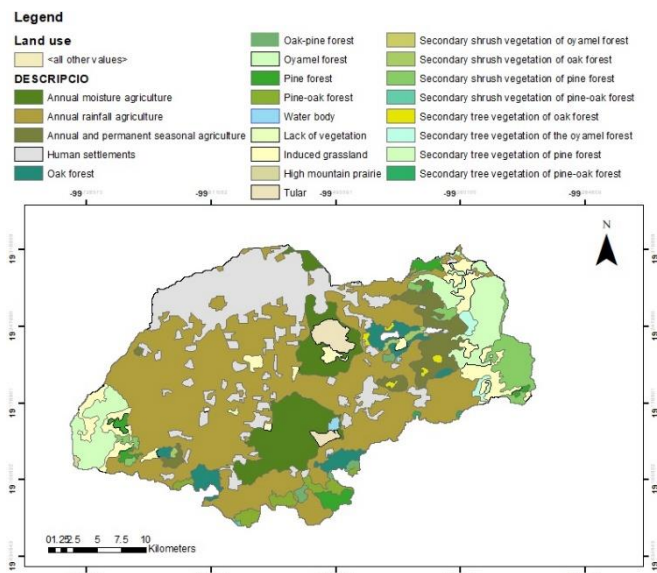 Legend
Land use
<all other values>
DESCRIPCIO
Annual moisture agriculture
Annual rainfall agriculture
Annual and permanent seasonal agriculture
Human settlements
Oak forest
Oak-pine forest
Oyamel forest
Pine forest
Pine-oak forest
Water body
Lack of vegetation
Induced grassland
High mountain prairie
Tular
Secondary shrush vegetation of oyamel forest
Secondary shrush vegetation of oak forest
Secondary shrush vegetation of pine forest
Secondary shrush vegetation of pine-oak forest
Secondary tree vegetation of oak forest
Secondary tree vegetation of the oyamel forest
Secondary tree vegetation of pine forest
Secondary tree vegetation of pine-oak forest
-99
-99
-99
-99
-99
N
19
19
19
19
19
01.252.5 5 7.5 10
Kilometers